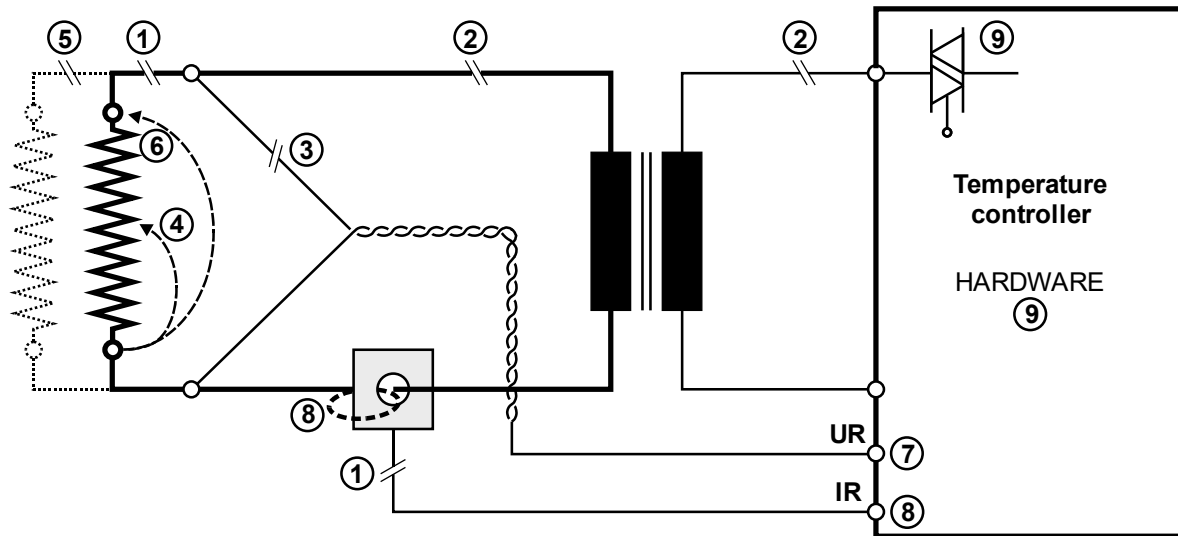 ⑤ ① ② ② ⑨
⑥ ③
Temperature
controller
④
HARDWARE
⑨
⑧
UR ⑦
①
IR ⑧